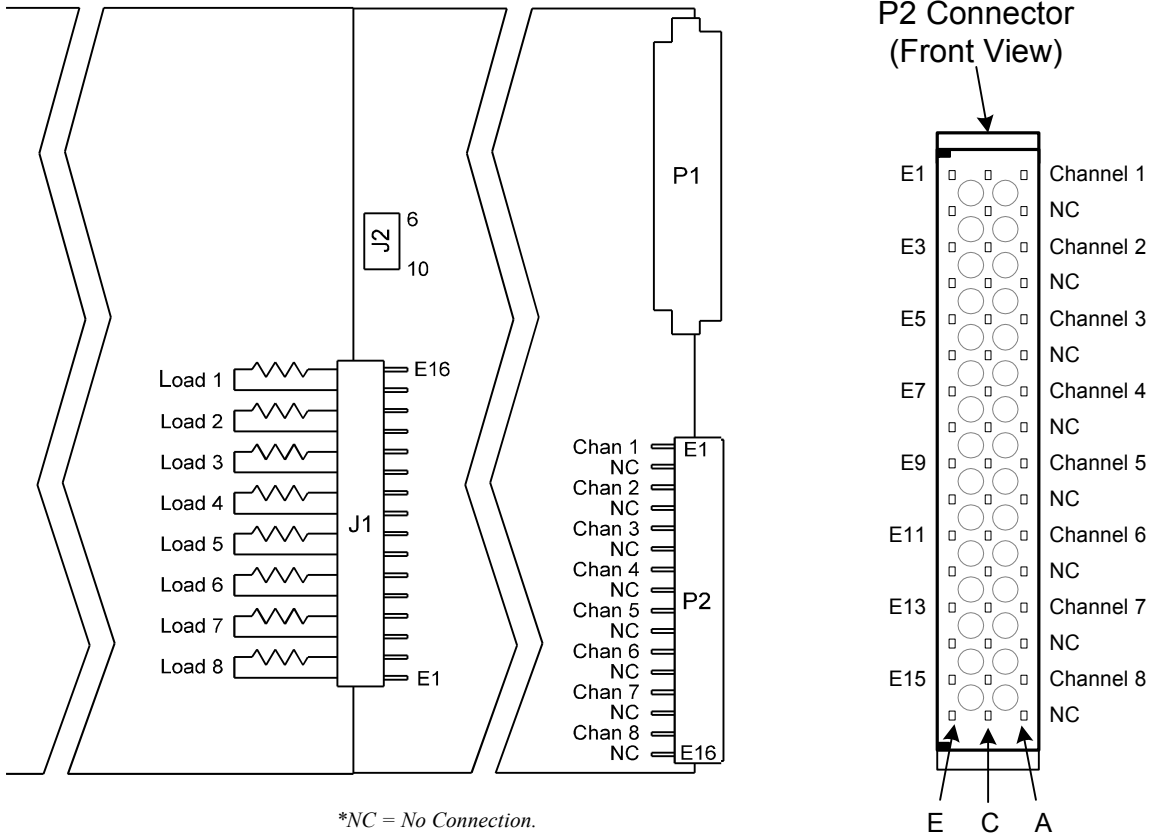 P2 Connector
(Front View)
P1
J2
6
10
Load 1
Load 2
Load 3
Load 4
Load 5
Load 6
Load 7
Load 8
J1
E16
E1
Chan 1
NC
Chan 2
NC
Chan 3
NC
Chan 4
NC
Chan 5
NC
Chan 6
NC
Chan 7
NC
Chan 8
NC
E1
P2
E16
E1 Channel 1
NC
E3 Channel 2
NC
E5 Channel 3
NC
E7 Channel 4
NC
E9 Channel 5
NC
E11 Channel 6
NC
E13 Channel 7
NC
E15 Channel 8
NC
E C A
*NC = No Connection.